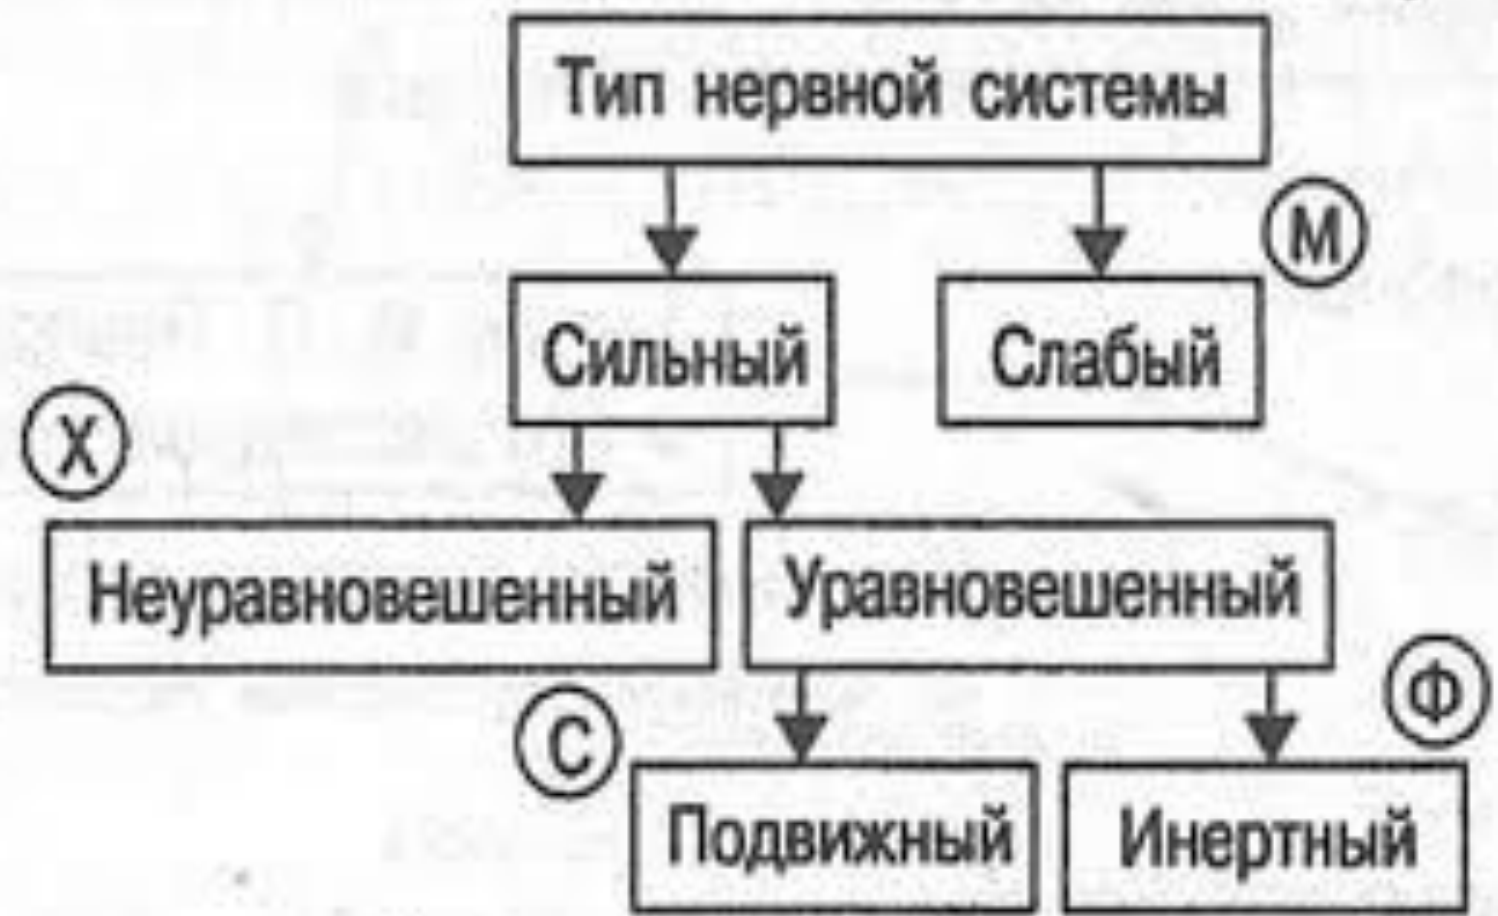 Тип нервной системы
М
Сильный
Слабый
Х
Неуравновешенный
Уравновешенный
С
Ф
Подвижный
Инертный